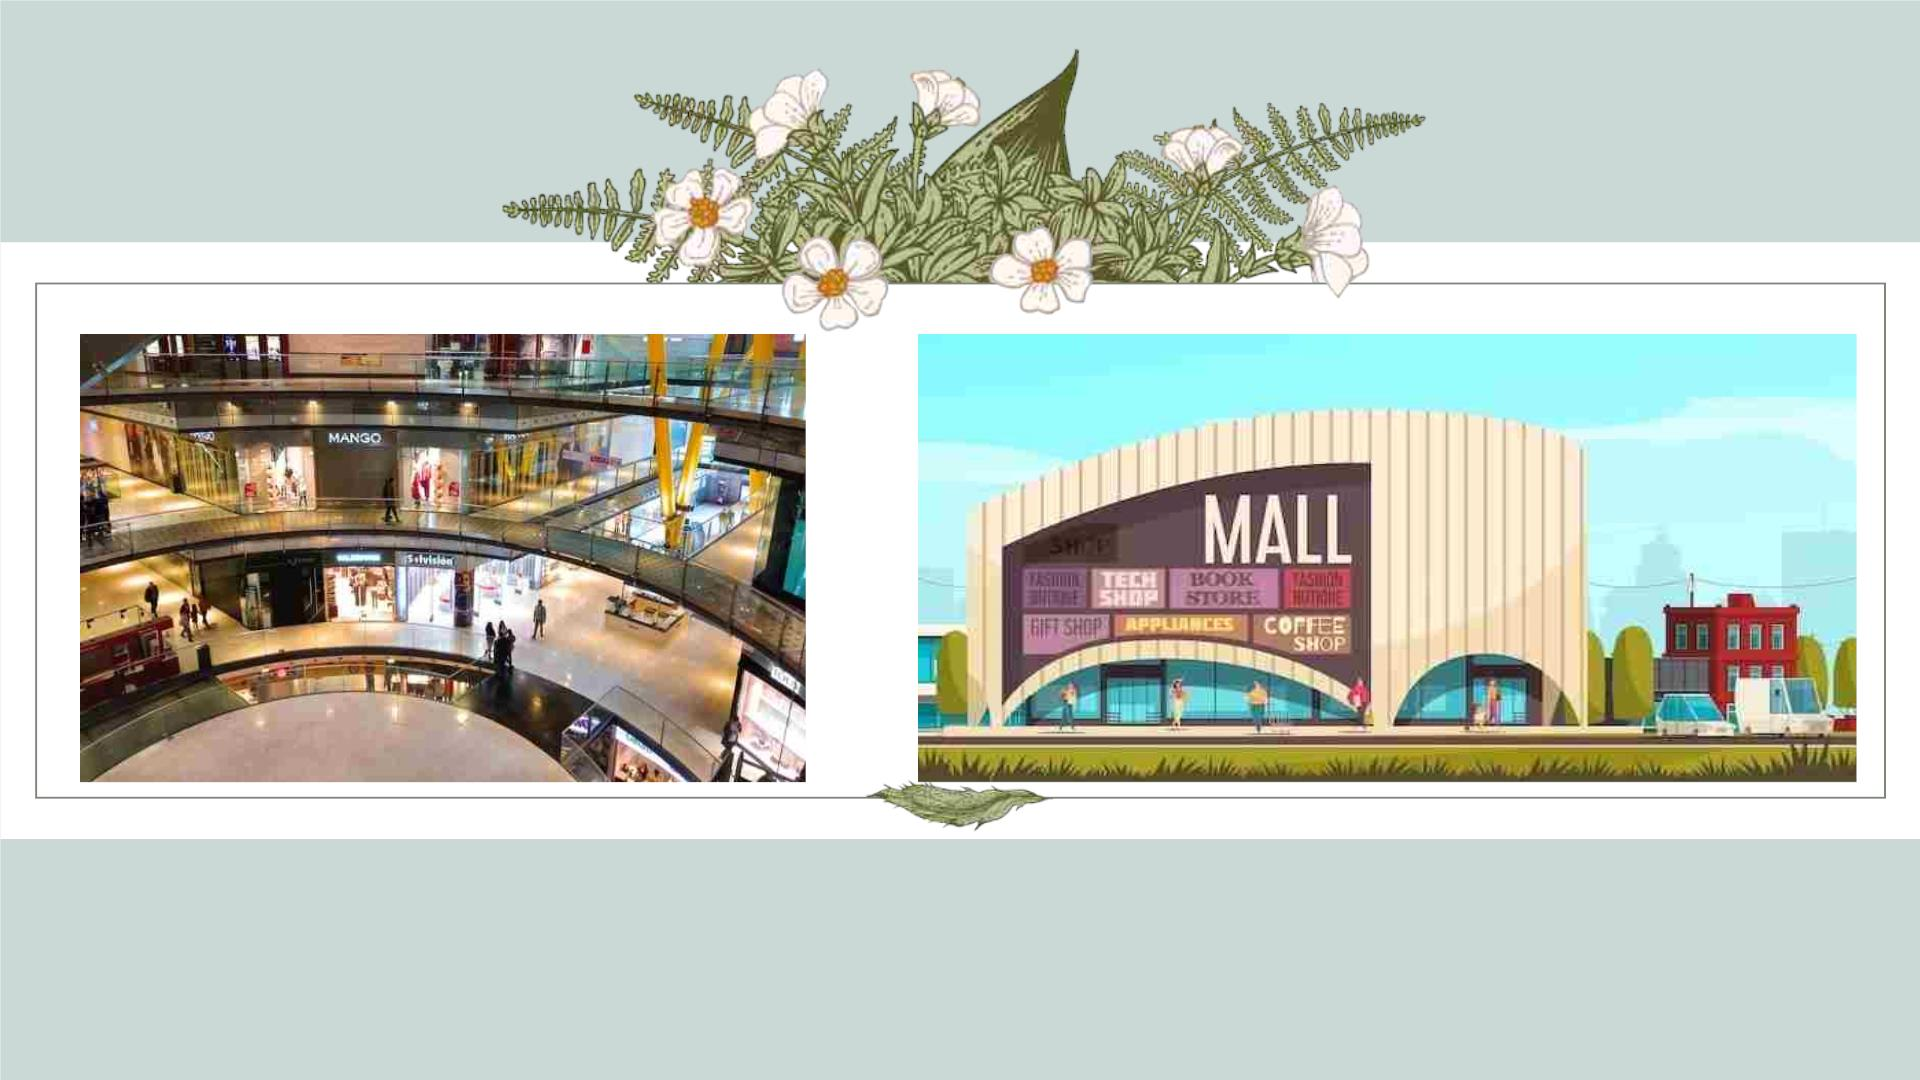 MANGO
MALL
SHOP
FASHION
BOUTIQUE
TECH
SHOP
BOOK
STORE
FASHION
BOUTIQUE
GIFT SHOP
APPLIANCES
COFFEE
SHOP